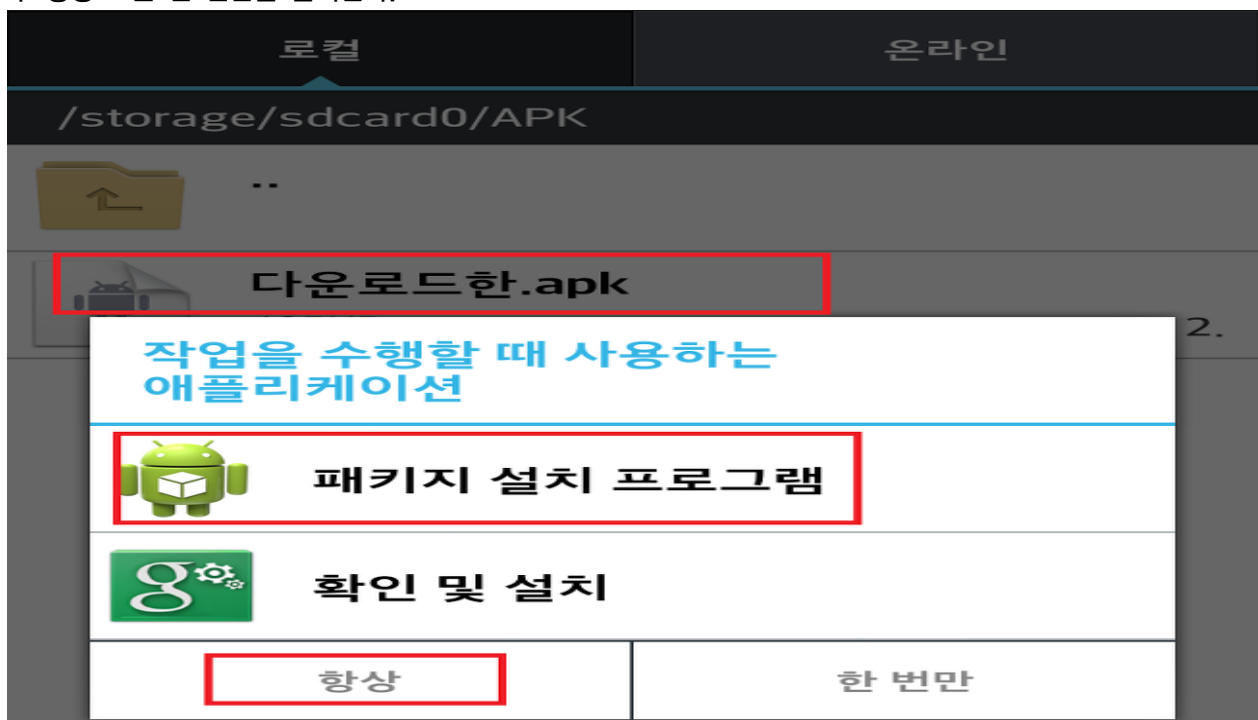 로컬
온라인
/storage/sdcard0/APK
..
다운로드한.apk
2.
작업을 수행할 때 사용하는
애플리케이션
패키지 설치 프로그램
확인 및 설치
항상
한 번만